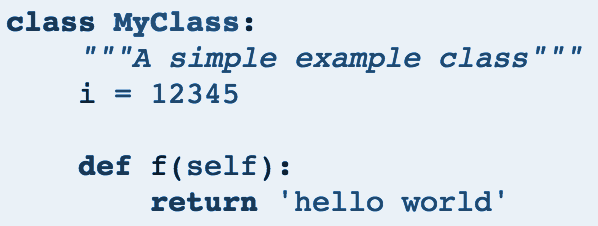 class MyClass:
    """A simple example class"""
    i = 12345

    def f(self):
        return 'hello world'